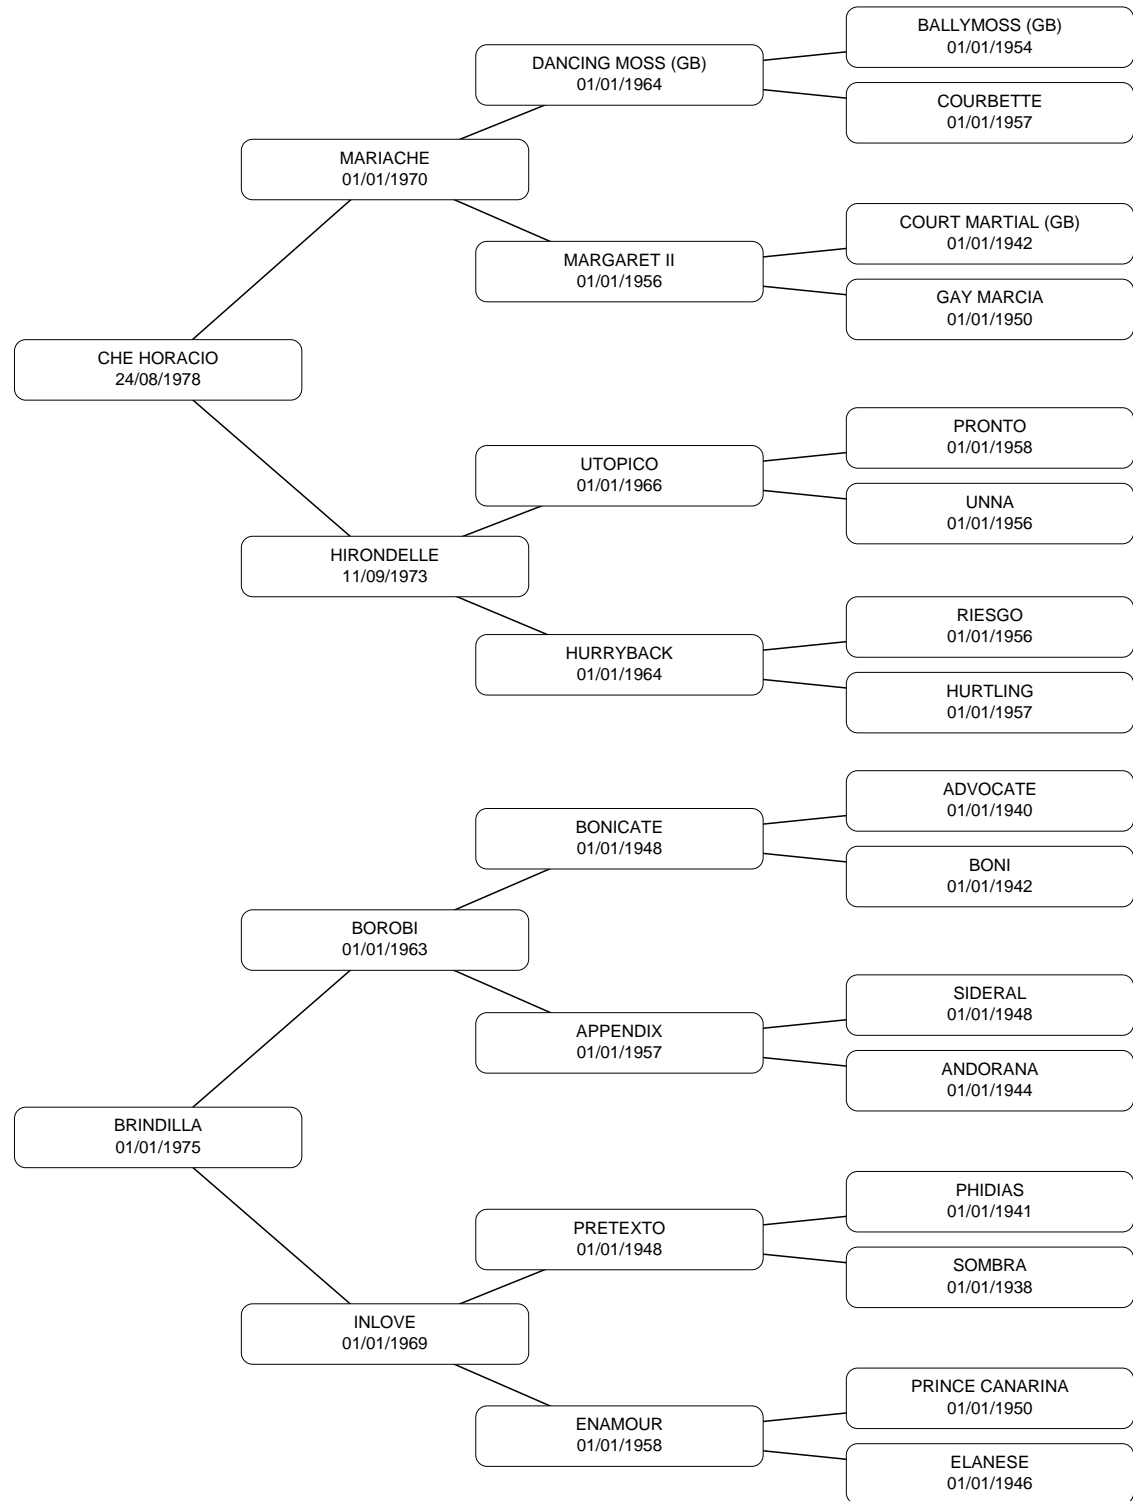 BALLYMOSS (GB)
01/01/1954
DANCING MOSS (GB)
01/01/1964
COURBETTE
01/01/1957
MARIACHE
01/01/1970
COURT MARTIAL (GB)
01/01/1942
MARGARET II
01/01/1956
GAY MARCIA
01/01/1950
CHE HORACIO
24/08/1978
PRONTO
01/01/1958
UTOPICO
01/01/1966
UNNA
01/01/1956
HIRONDELLE
11/09/1973
RIESGO
01/01/1956
HURRYBACK
01/01/1964
HURTLING
01/01/1957
ADVOCATE
01/01/1940
BONICATE
01/01/1948
BONI
01/01/1942
BOROBI
01/01/1963
SIDERAL
01/01/1948
APPENDIX
01/01/1957
ANDORANA
01/01/1944
BRINDILLA
01/01/1975
PHIDIAS
01/01/1941
PRETEXTO
01/01/1948
SOMBRA
01/01/1938
INLOVE
01/01/1969
PRINCE CANARINA
01/01/1950
ENAMOUR
01/01/1958
ELANESE
01/01/1946